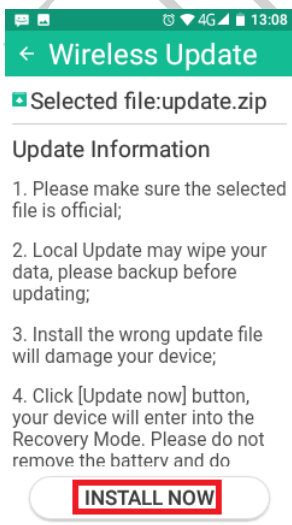 4G 13:08
← Wireless Update
Selected file:update.zip
Update Information
1. Please make sure the selected
file is official;
2. Local Update may wipe your
data, please backup before
updating;
3. Install the wrong update file
will damage your device;
4. Click [Update now] button,
your device will enter into the
Recovery Mode. Please do not
remove the battery and do
INSTALL NOW